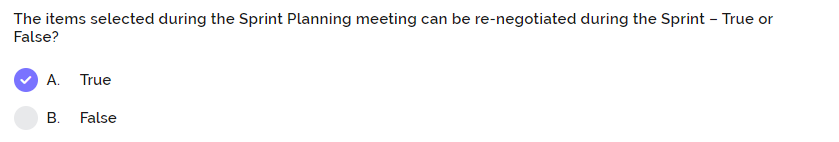 The items selected during the Sprint Planning meeting can be re-negotiated during the Sprint – True or
False?
A. True
B. False